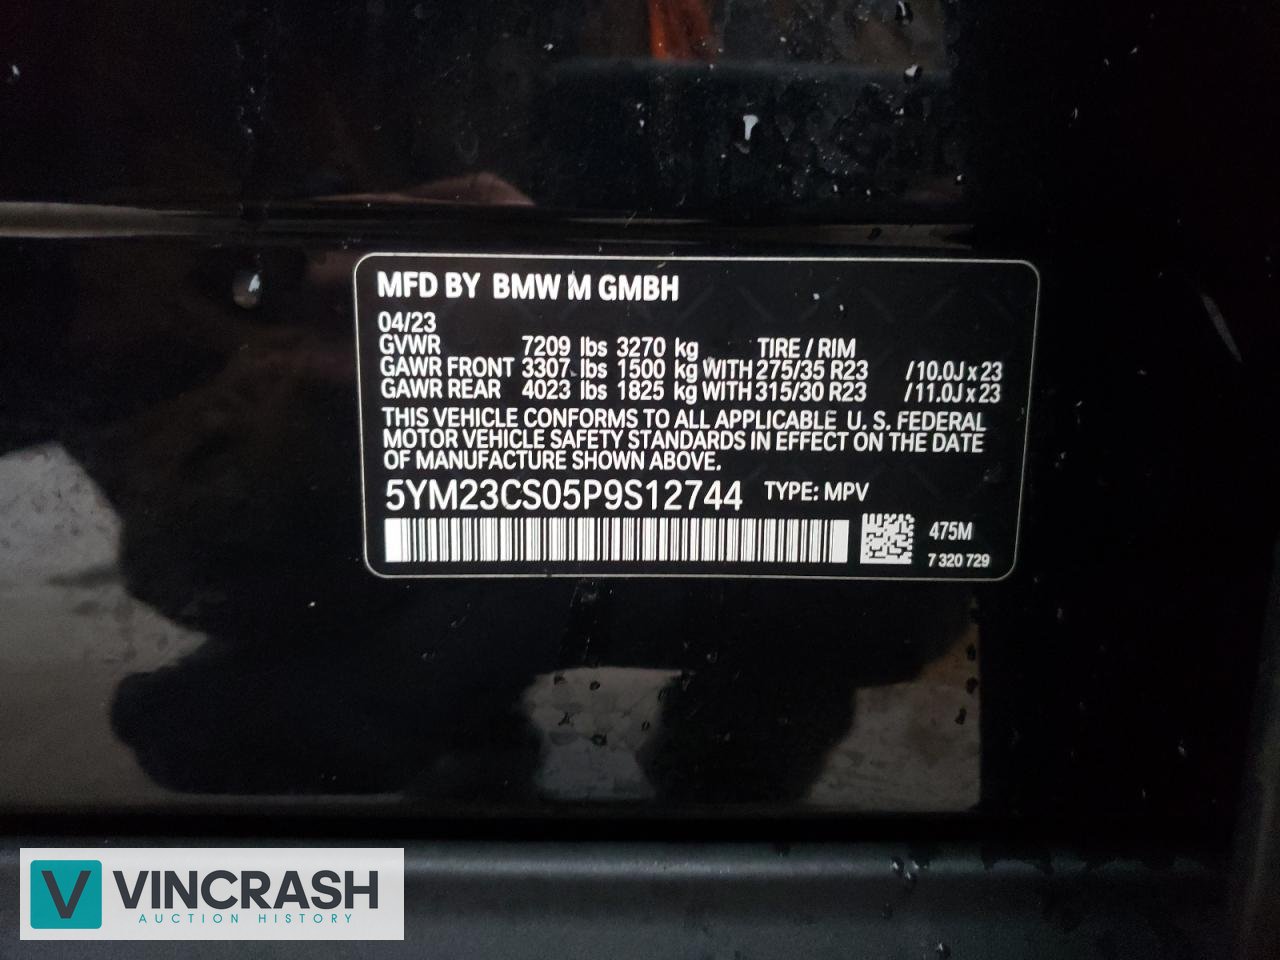 MFD BY BMW M GMBH
04/23
GVWR 7209 lbs 3270 kg TIRE / RIM
GAWR FRONT 3307 lbs 1500 kg WITH 275/35 R23 /10.0J x 23
GAWR REAR 4023 lbs 1825 kg WITH 315/30 R23 /11.0J x 23
THIS VEHICLE CONFORMS TO ALL APPLICABLE U. S. FEDERAL
MOTOR VEHICLE SAFETY STANDARDS IN EFFECT ON THE DATE
OF MANUFACTURE SHOWN ABOVE.
5YM23CS05P9S12744 TYPE: MPV
475M
7 320 729
V VINCRASH
AUCTION HISTORY